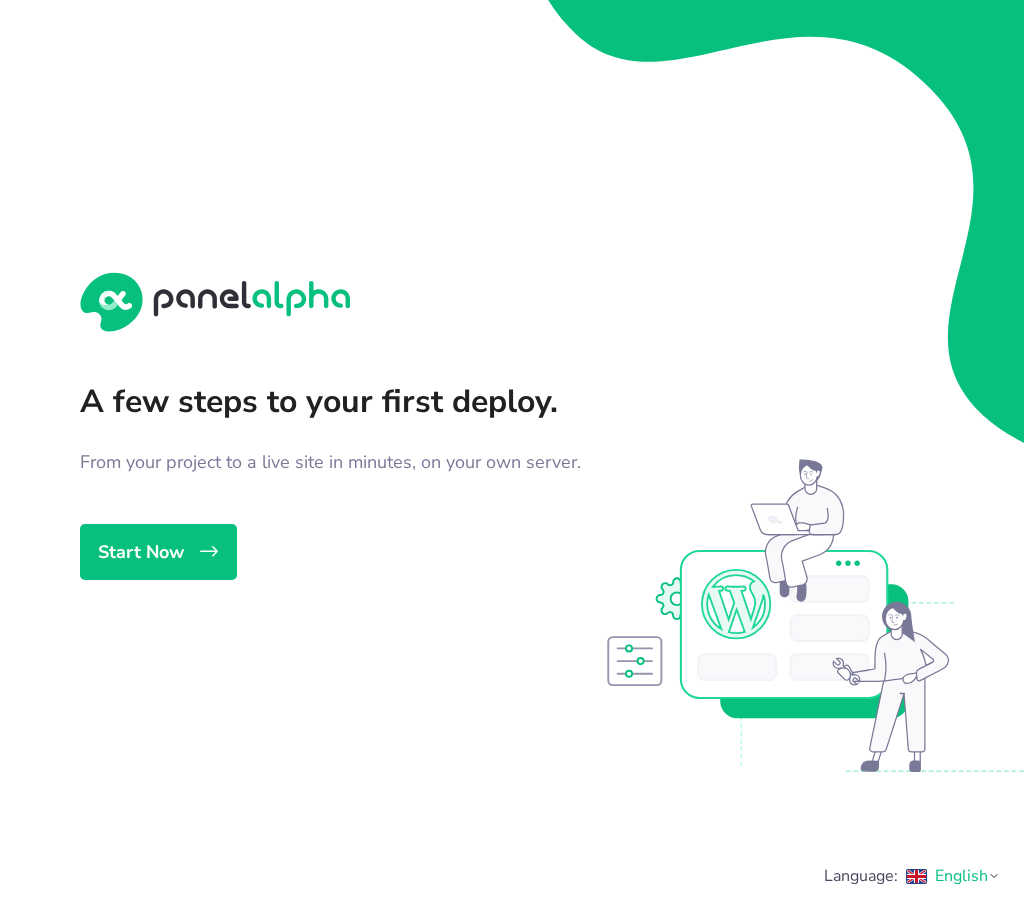 panelalpha
A few steps to your first deploy.
From your project to a live site in minutes, on your own server.
Start Now
Language: English